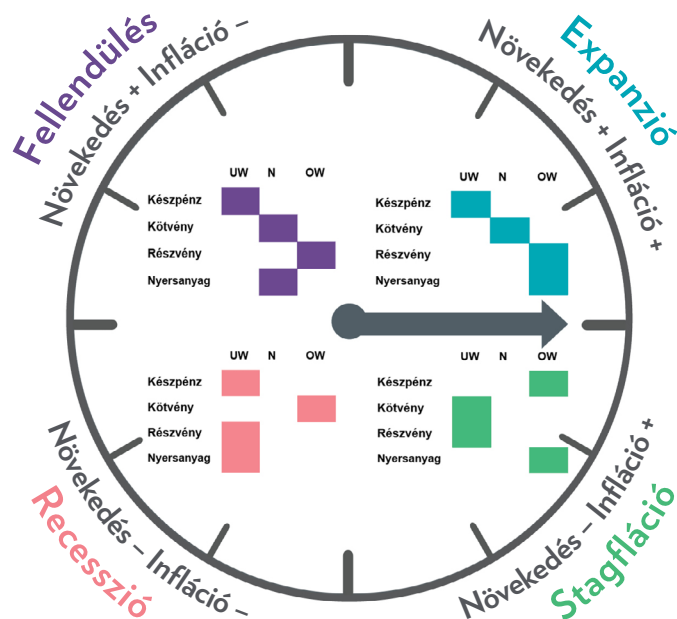 Fellendülés
Növekedés + Infláció –
Expanzió
Növekedés + Infláció +
UW N OW
Készpénz
Kötvény
Részvény
Nyersanyag
UW N OW
Készpénz
Kötvény
Részvény
Nyersanyag
UW N OW
Készpénz
Kötvény
Részvény
Nyersanyag
UW N OW
Készpénz
Kötvény
Részvény
Nyersanyag
Növekedés – Infláció –
Recesszió
Növekedés – Infláció +
Stagfláció